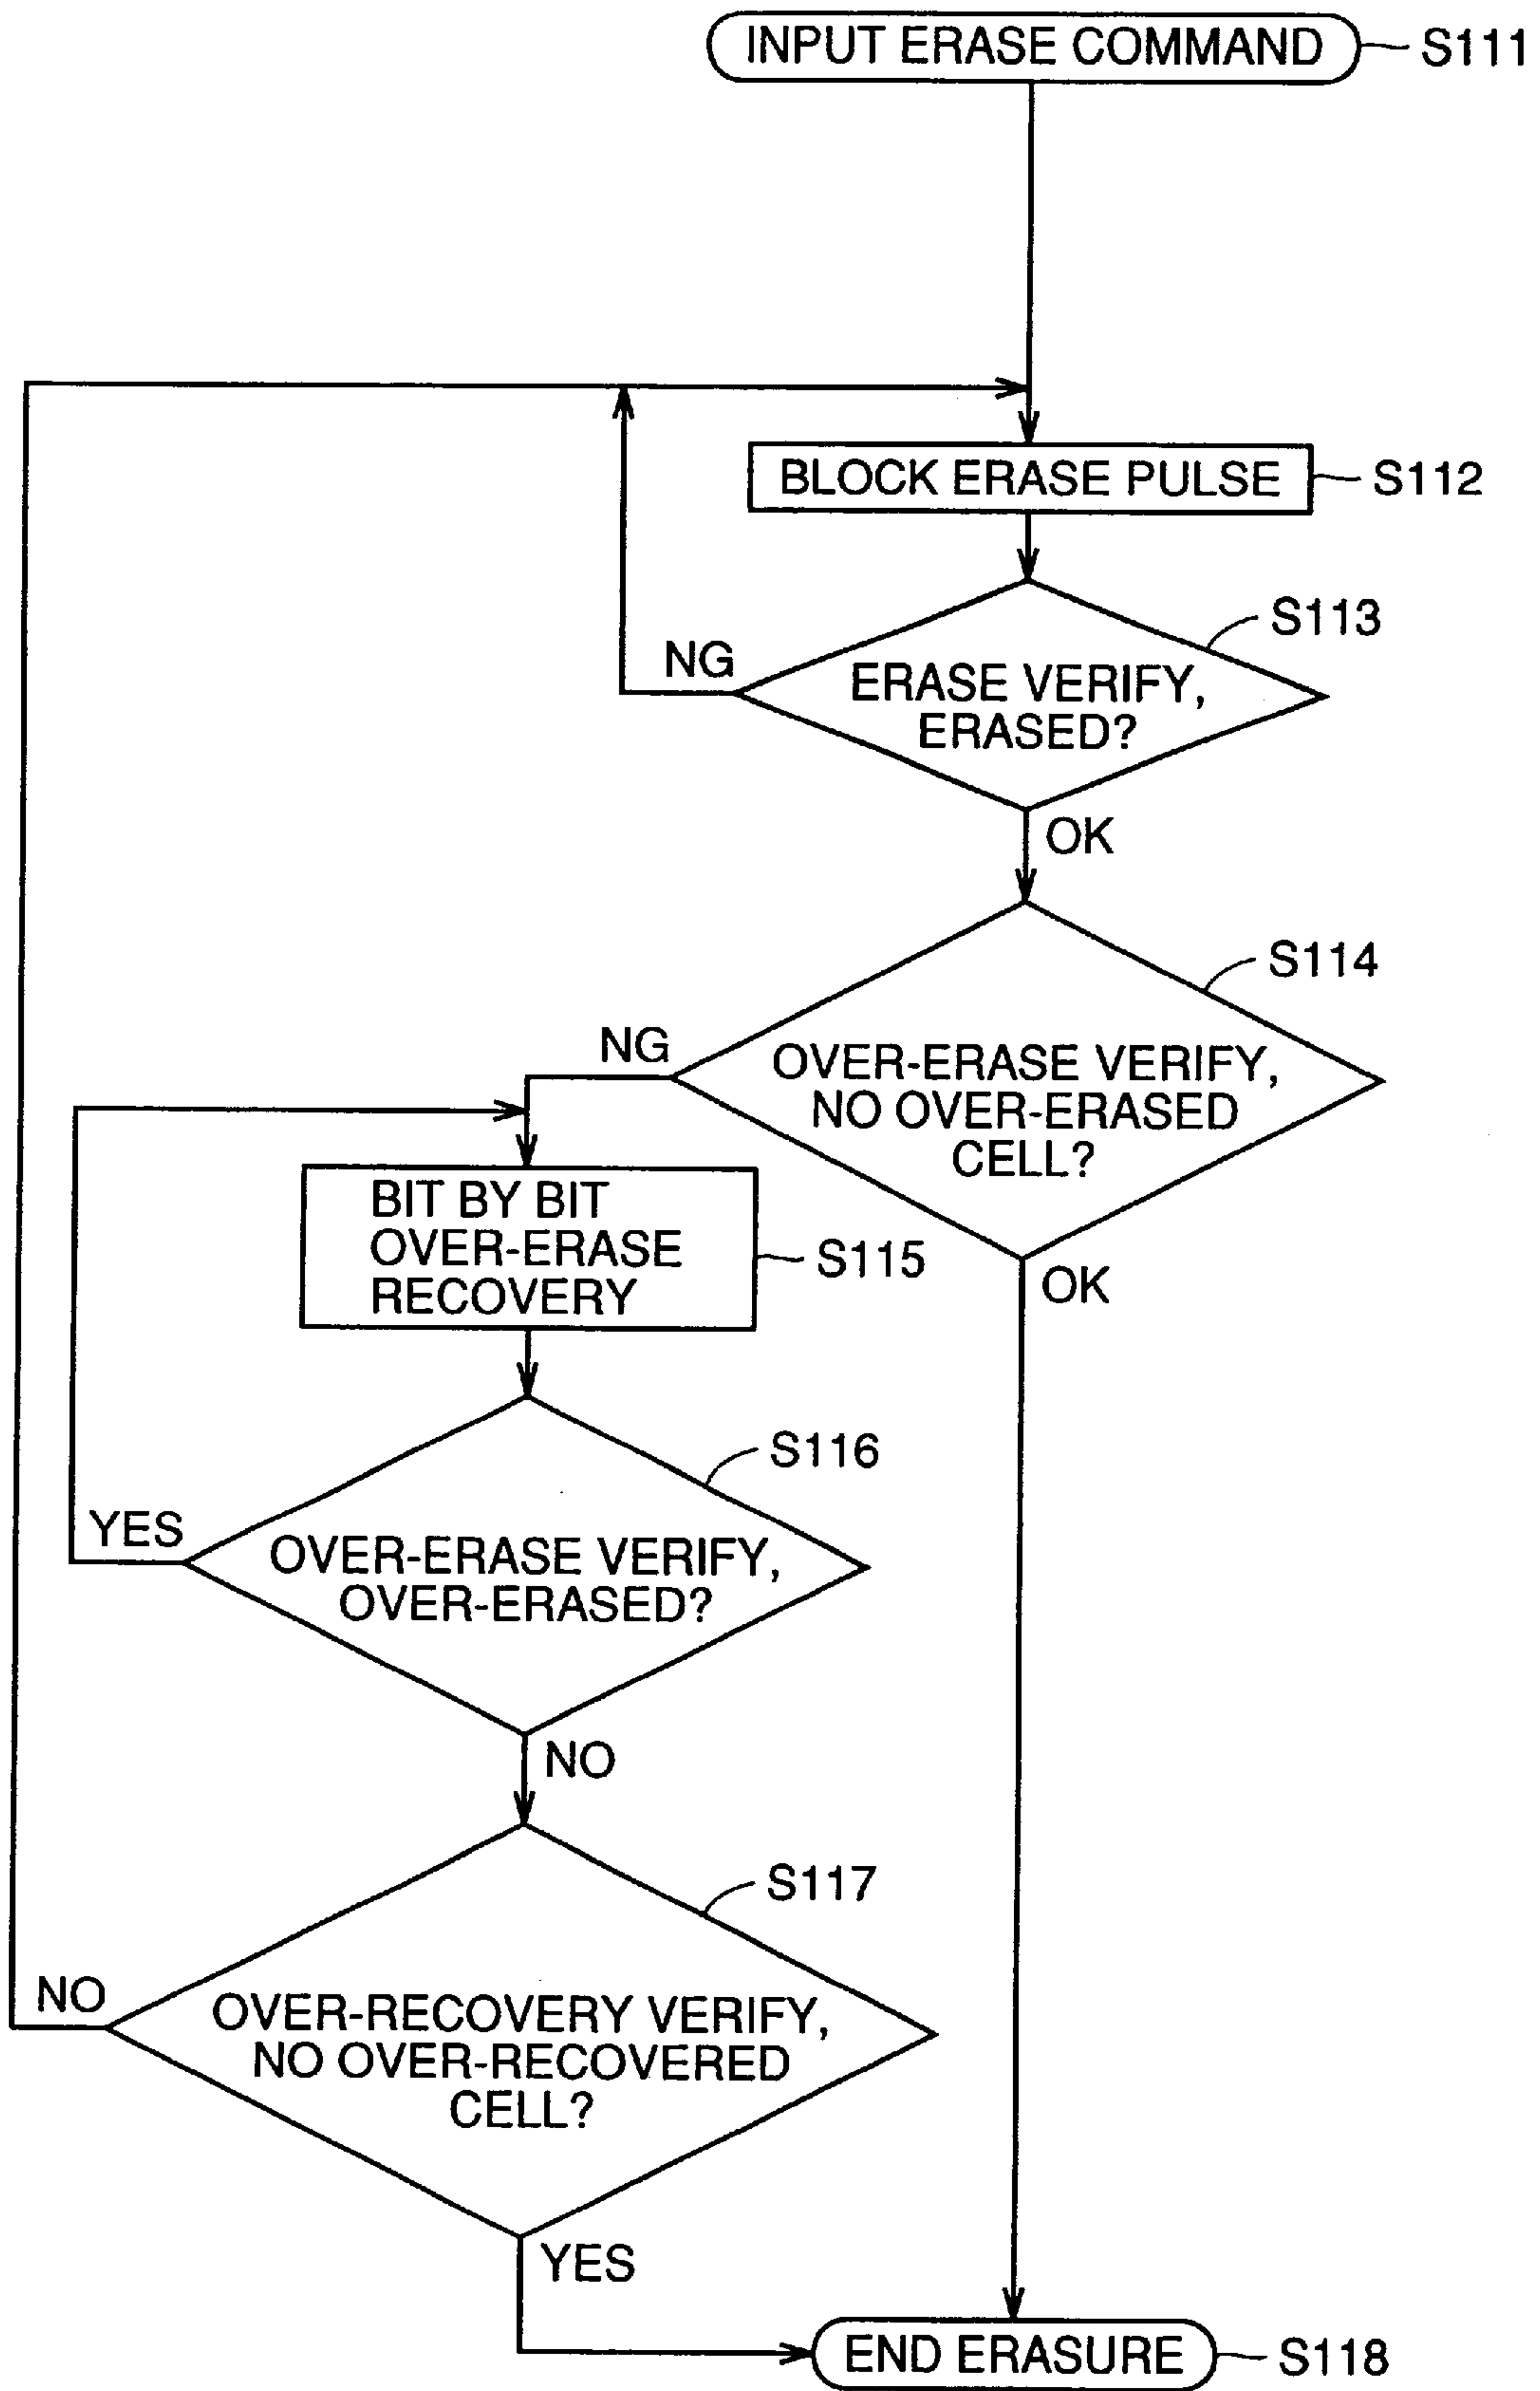 INPUT ERASE COMMAND
S111
BLOCK ERASE PULSE
S112
S113
NG
ERASE VERIFY,
ERASED?
OK
S114
NG
OVER-ERASE VERIFY,
NO OVER-ERASED
CELL?
OK
BIT BY BIT
OVER-ERASE
RECOVERY
S115
S116
YES
OVER-ERASE VERIFY,
OVER-ERASED?
NO
S117
NO
OVER-RECOVERY VERIFY,
NO OVER-RECOVERED
CELL?
YES
END ERASURE
S118